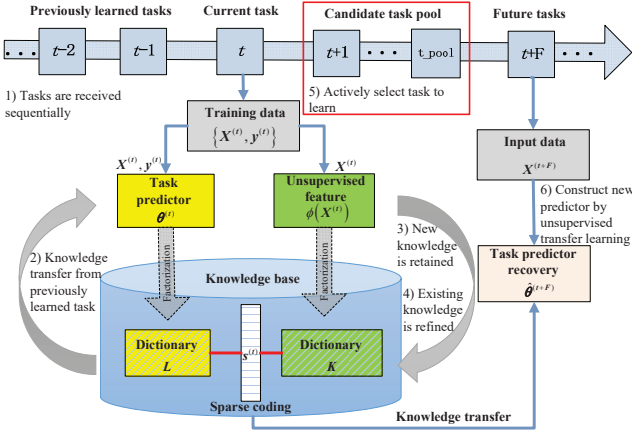 Previously learned tasks
Current task
Candidate task pool
Future tasks
... t-2 t-1 t t+1 ... t_pool t+F ...
1) Tasks are received
sequentially
5) Actively select task to
learn
Training data
{X^(t), y^(t)}
Input data
X^(t+F)
X^(t), y^(t)
X^(t)
Task
predictor
θ^(t)
Unsupervised
feature
ϕ(X^(t))
6) Construct new
predictor by
unsupervised
transfer learning
3) New
knowledge
is retained
2) Knowledge
transfer from
previously
learned task
Factorization
Factorization
Knowledge base
4) Existing
knowledge
is refined
Task predictor
recovery
θ̂^(t+F)
Dictionary
L
s^(t)
Dictionary
K
Sparse coding
Knowledge transfer